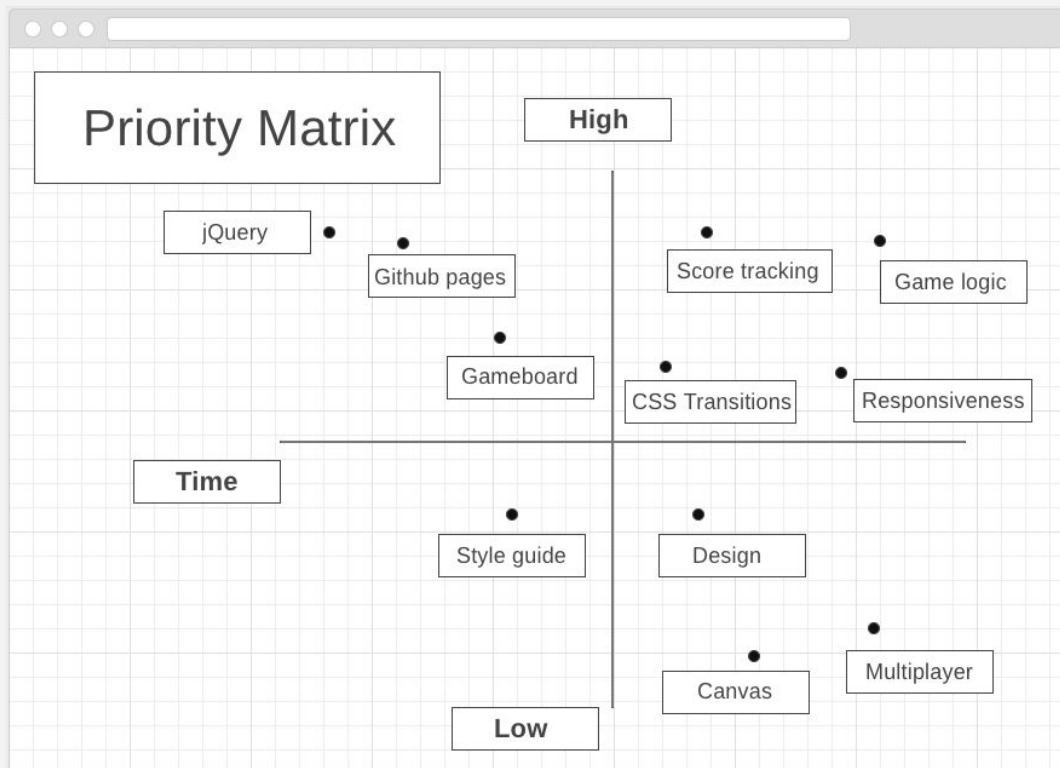 Priority Matrix
High
jQuery
Github pages
Score tracking
Game logic
Gameboard
CSS Transitions
Responsiveness
Time
Style guide
Design
Canvas
Multiplayer
Low